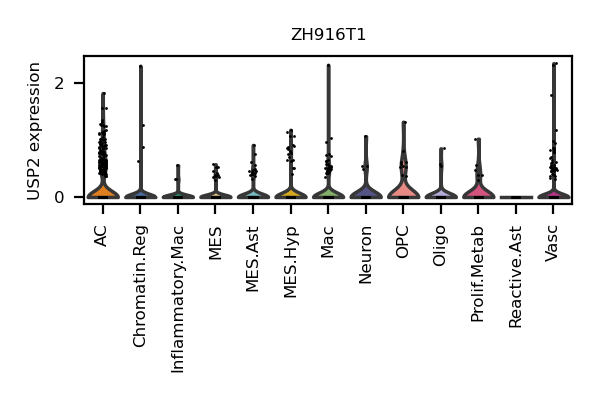 ZH916T1
USP2 expression
2
0
AC
Chromatin.Reg
Inflammatory.Mac
MES
MES.Ast
MES.Hyp
Mac
Neuron
OPC
Oligo
Prolif.Metab
Reactive.Ast
Vasc